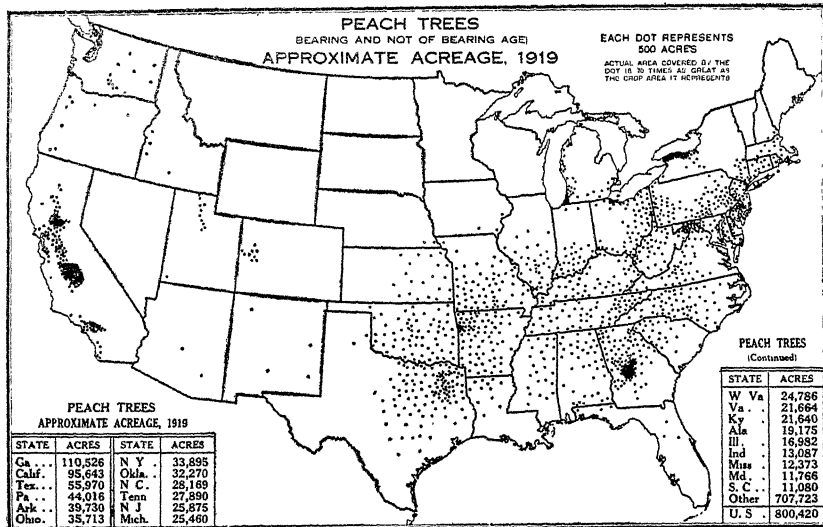 PEACH TREES
(BEARING AND NOT OF BEARING AGE)
APPROXIMATE ACREAGE, 1919
EACH DOT REPRESENTS
500 ACRES
ACTUAL AREA COVERED BY THE
DOT IS 70 TIMES AS GREAT AS
THE CROP AREA IT REPRESENTS
PEACH TREES
APPROXIMATE ACREAGE, 1919
STATE ACRES STATE ACRES
Ga ... 110,526 N Y . 33,895
Calif. . 95,643 Okla. . 32,270
Tex... 55,970 N C. . 28,169
Pa . . . 44,016 Tenn 27,890
Ark . . 39,730 N J . 25,875
Ohio. . 35,713 Mich. 25,460
PEACH TREES
(Continued)
STATE ACRES
W Va 24,786
Va . . 21,664
Ky . 21,640
Ala 19,175
Ill . . 16,982
Ind . 13,087
Miss . 12,373
Md. . 11,766
S. C . . 11,080
Other 707,723
U. S . 800,420